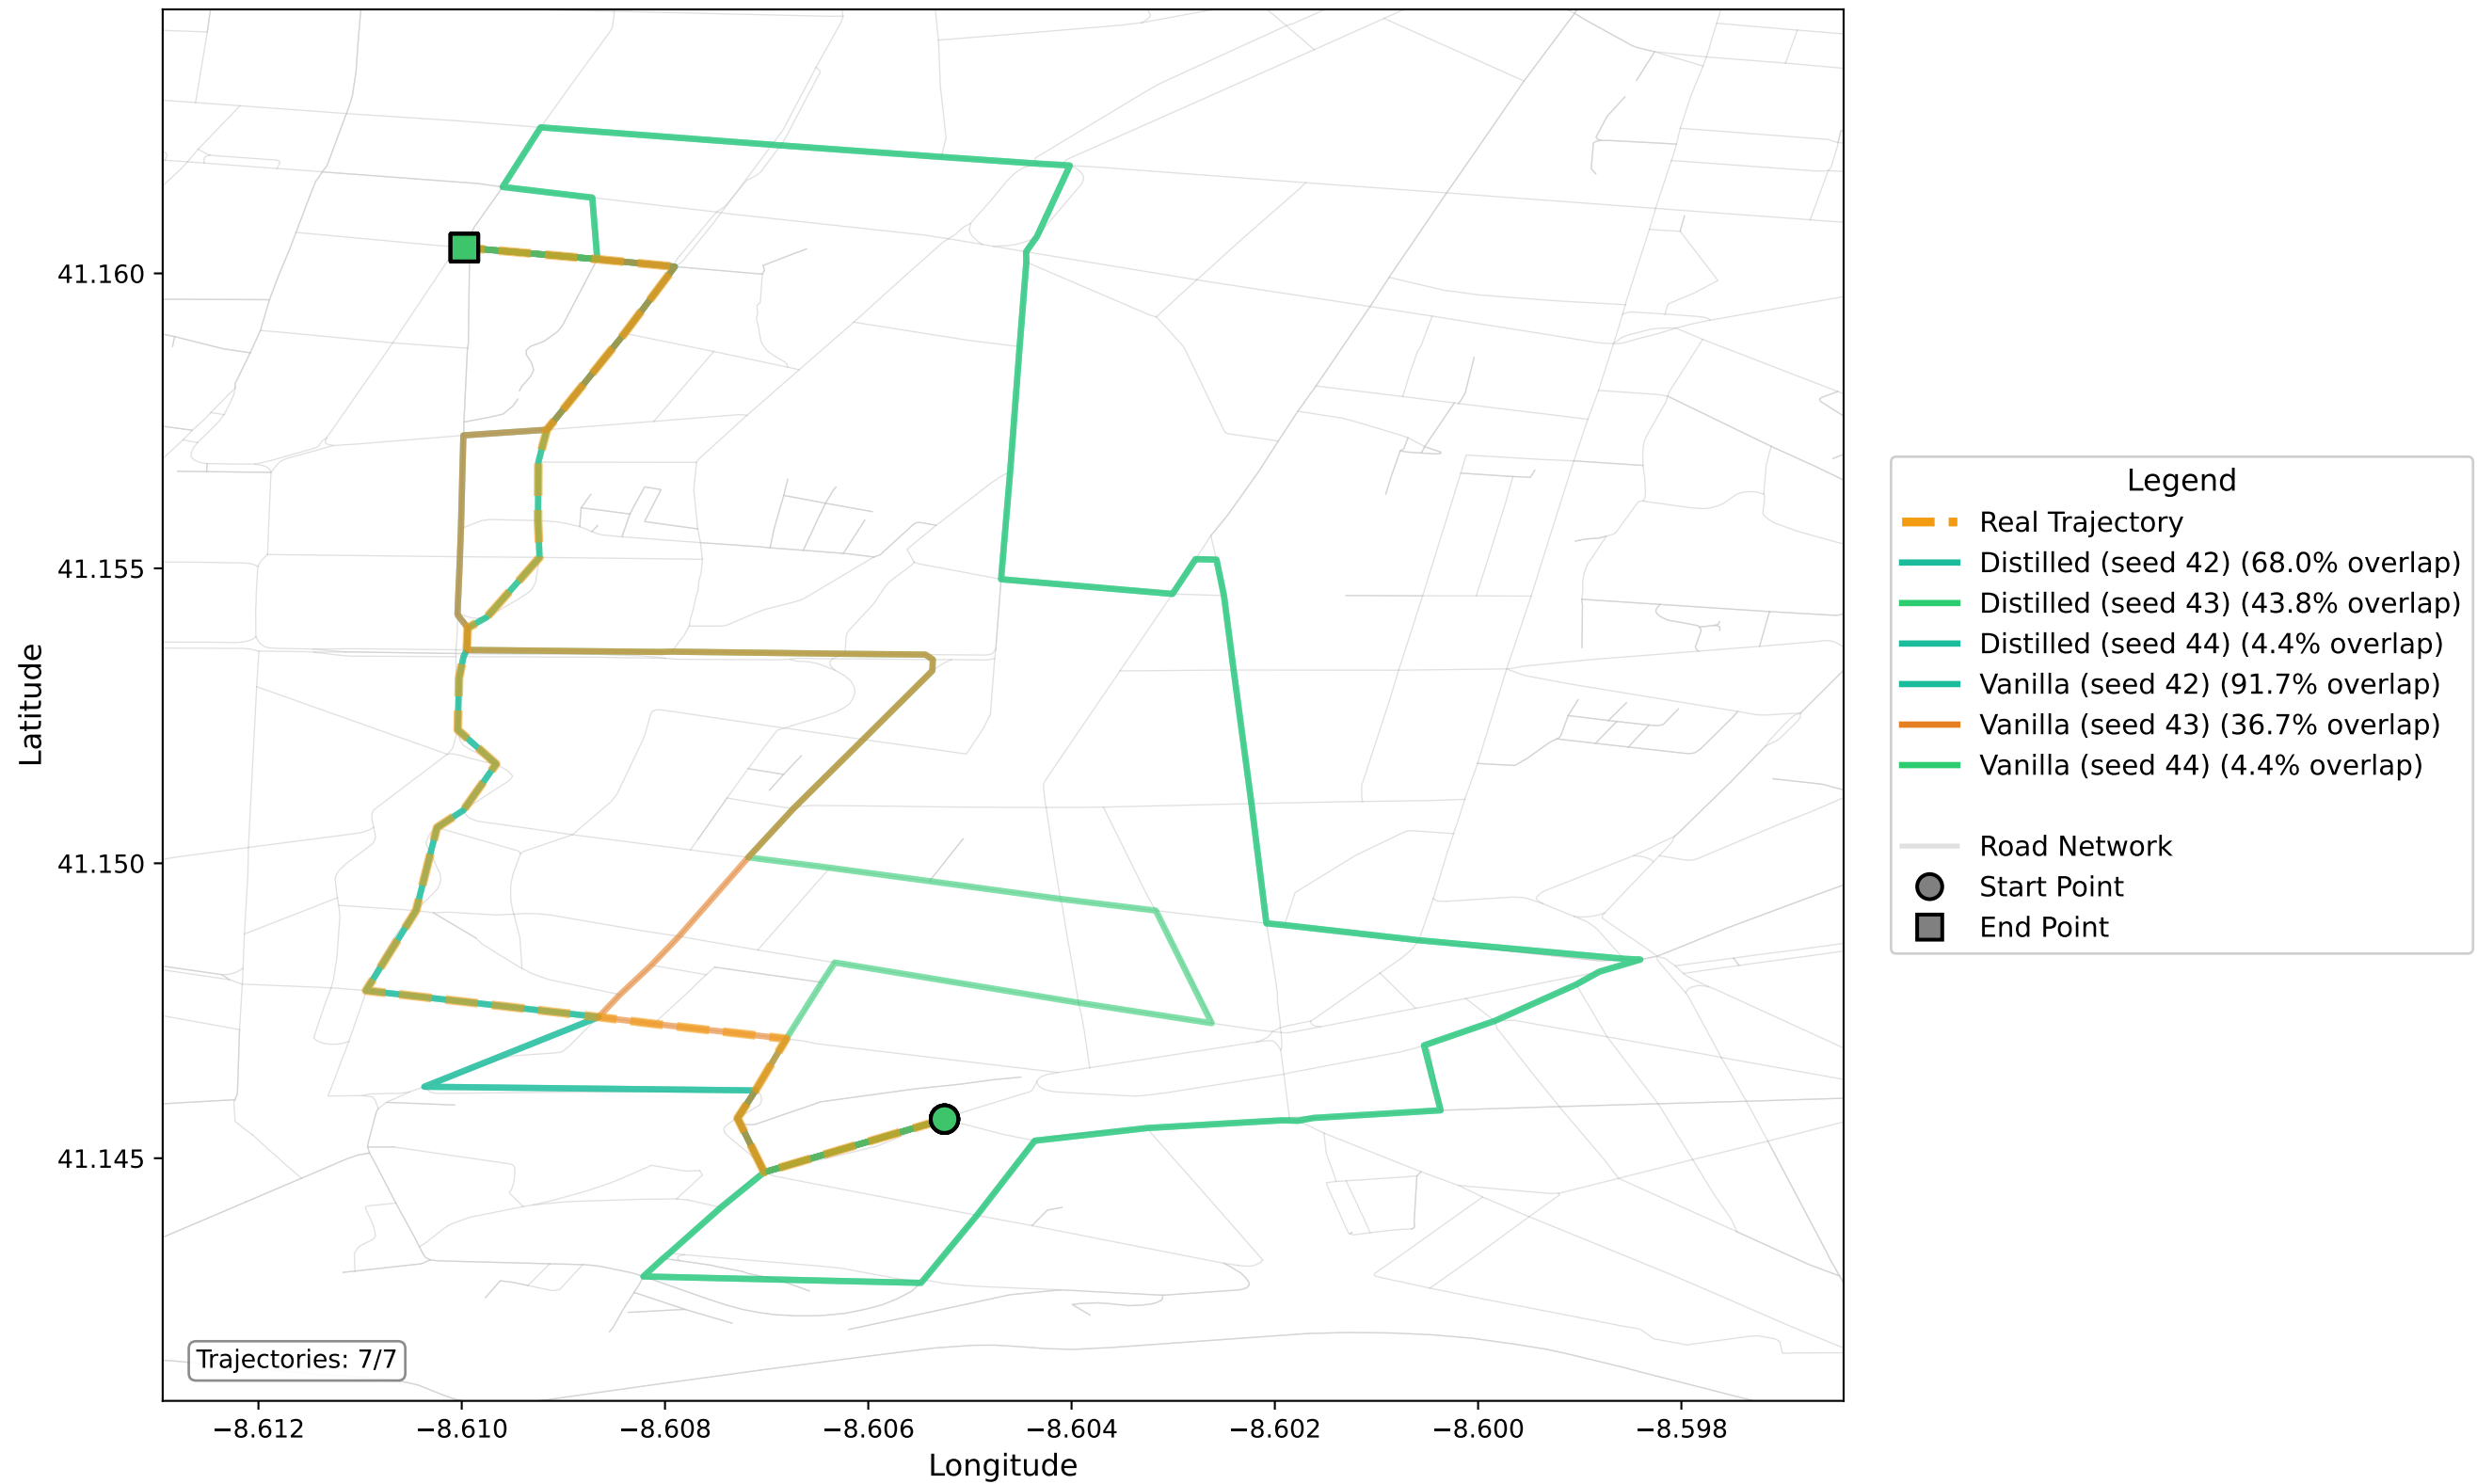 41.160
41.155
41.150
41.145
Latitude
−8.612
−8.610
−8.608
−8.606
−8.604
−8.602
−8.600
−8.598
Longitude
Trajectories: 7/7
Legend
Real Trajectory
Distilled (seed 42) (68.0% overlap)
Distilled (seed 43) (43.8% overlap)
Distilled (seed 44) (4.4% overlap)
Vanilla (seed 42) (91.7% overlap)
Vanilla (seed 43) (36.7% overlap)
Vanilla (seed 44) (4.4% overlap)
Road Network
Start Point
End Point